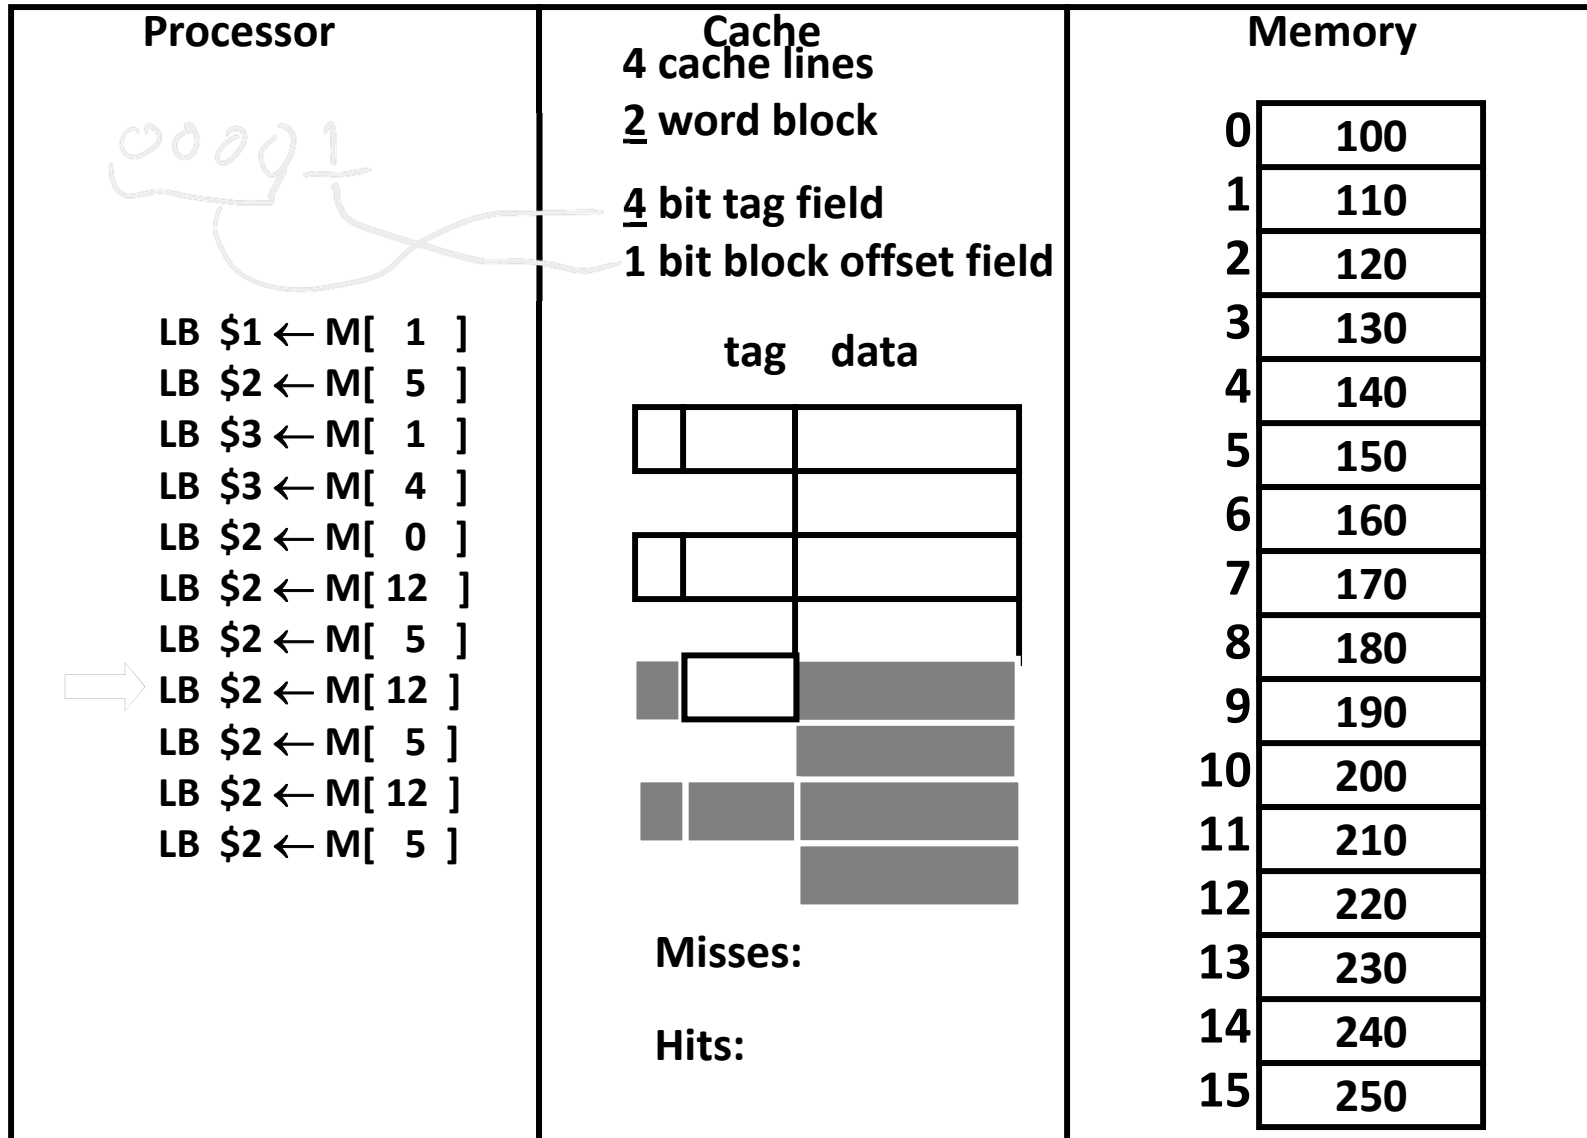 Processor
00001
LB $1 ← M[ 1 ]
LB $2 ← M[ 5 ]
LB $3 ← M[ 1 ]
LB $3 ← M[ 4 ]
LB $2 ← M[ 0 ]
LB $2 ← M[ 12 ]
LB $2 ← M[ 5 ]
LB $2 ← M[ 12 ]
LB $2 ← M[ 5 ]
LB $2 ← M[ 12 ]
LB $2 ← M[ 5 ]
Cache
4 cache lines
2 word block
4 bit tag field
1 bit block offset field
tag data
Misses:
Hits:
Memory
0 100
1 110
2 120
3 130
4 140
5 150
6 160
7 170
8 180
9 190
10 200
11 210
12 220
13 230
14 240
15 250